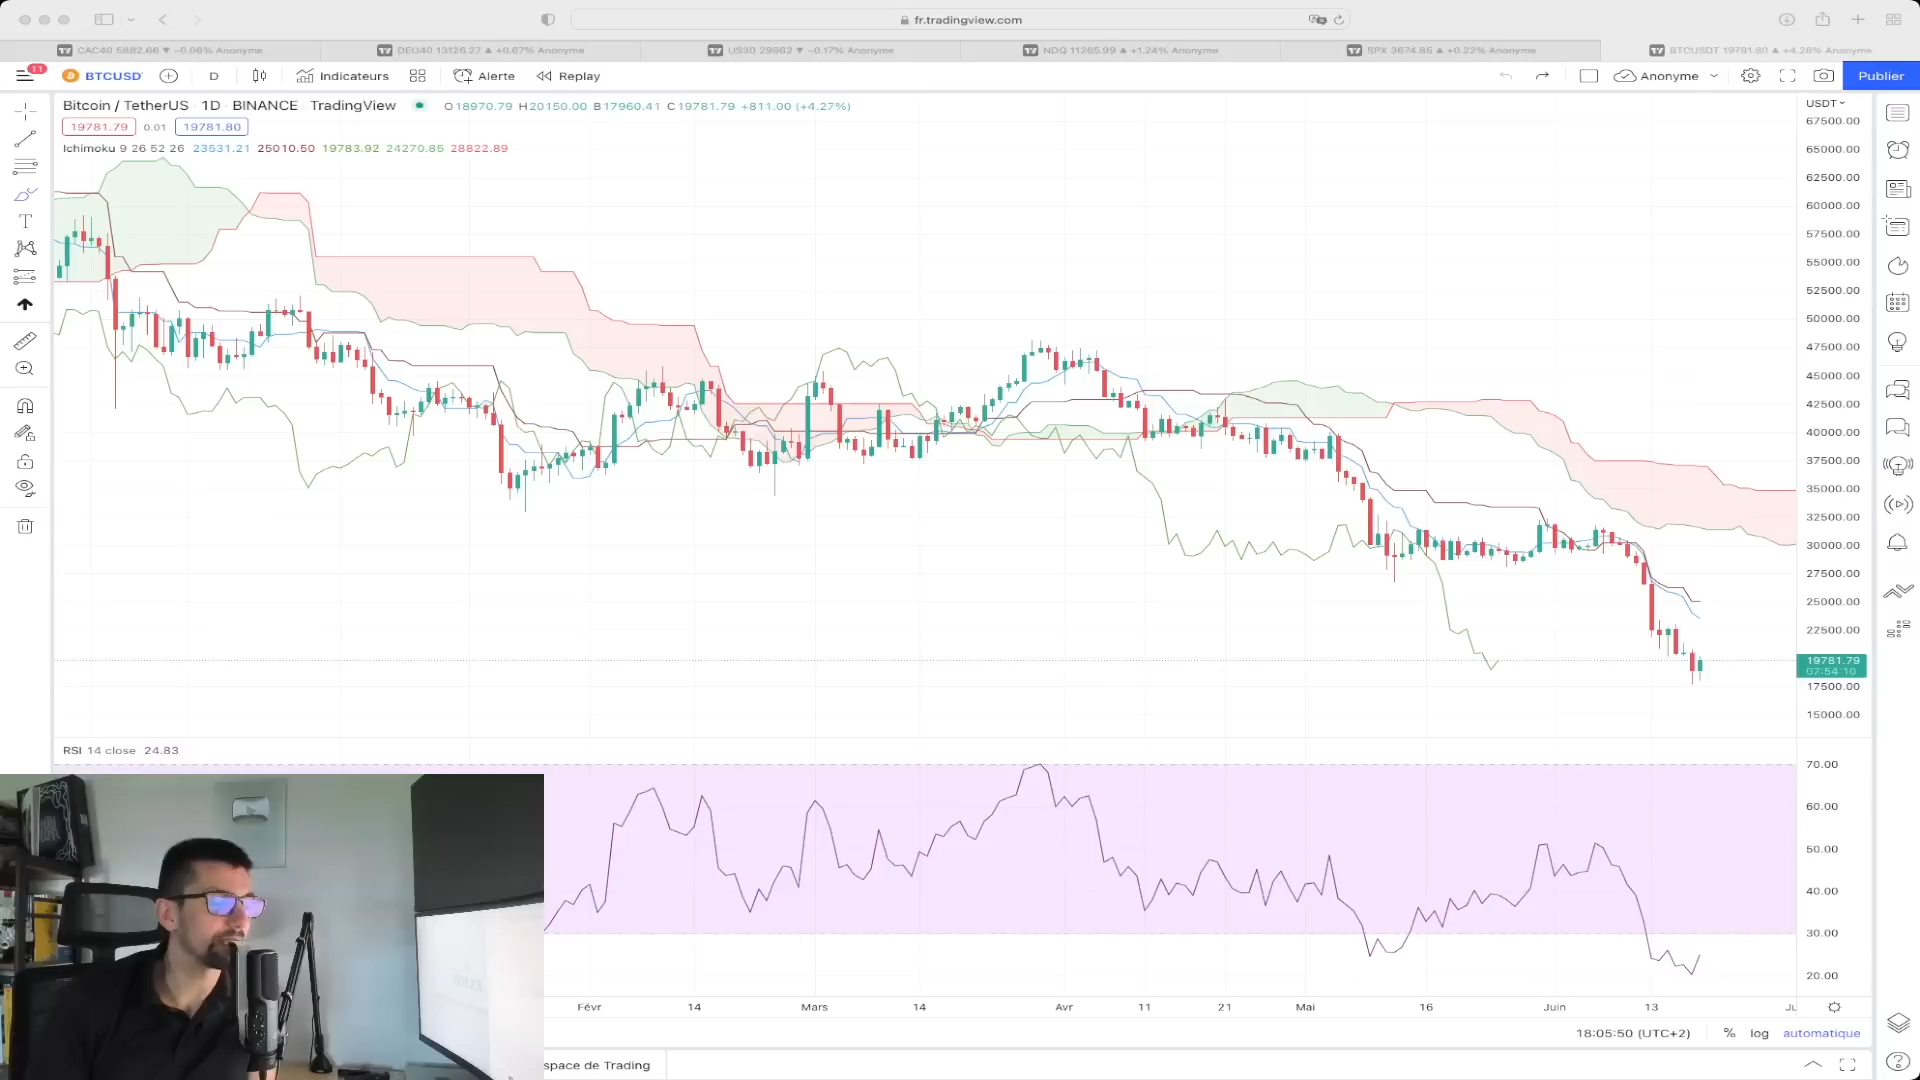 fr.tradingview.com
CAC40 5882.66 ▼ −0.06% Anonyme
DEU40 13126.27 ▲ +0.67% Anonyme
US30 29962 ▼ −0.17% Anonyme
NDQ 11265.99 ▲ +1.24% Anonyme
SPX 3674.85 ▲ +0.22% Anonyme
BTCUSDT 19781.80 ▲ +4.28% Anonyme
11
BTCUSD
D
Indicateurs
Alerte
Replay
Anonyme
Publier
Bitcoin / TetherUS 1D BINANCE TradingView
O18970.79 H20150.00 B17960.41 C19781.79 +811.00 (+4.27%)
USDT
19781.79 0.01 19781.80
Ichimoku 9 26 52 26 23531.21 25010.50 19783.92 24270.85 28822.89
67500.00
65000.00
62500.00
60000.00
57500.00
55000.00
52500.00
50000.00
47500.00
45000.00
42500.00
40000.00
37500.00
35000.00
32500.00
30000.00
27500.00
25000.00
22500.00
19781.79
07:54:10
17500.00
15000.00
RSI 14 close 24.83
70.00
60.00
50.00
40.00
30.00
20.00
Févr 14 Mars 14 Avr 11 21 Mai 16 Juin 13
18:05:50 (UTC+2) % log automatique
space de Trading
ROLEX